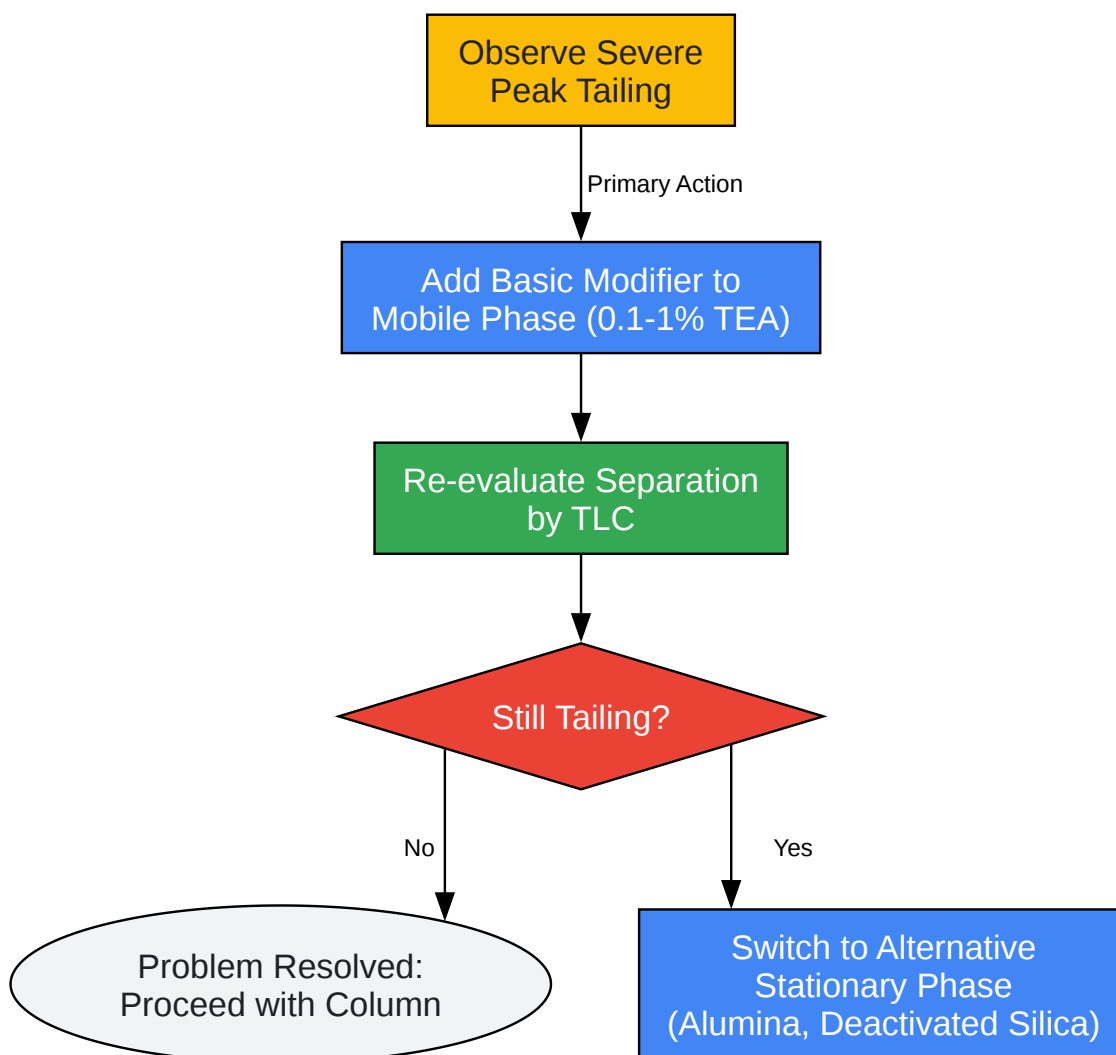 Observe Severe
Peak Tailing
Primary Action
Add Basic Modifier to
Mobile Phase (0.1-1% TEA)
Re-evaluate Separation
by TLC
Still Tailing?
No
Yes
Problem Resolved:
Proceed with Column
Switch to Alternative
Stationary Phase
(Alumina, Deactivated Silica)